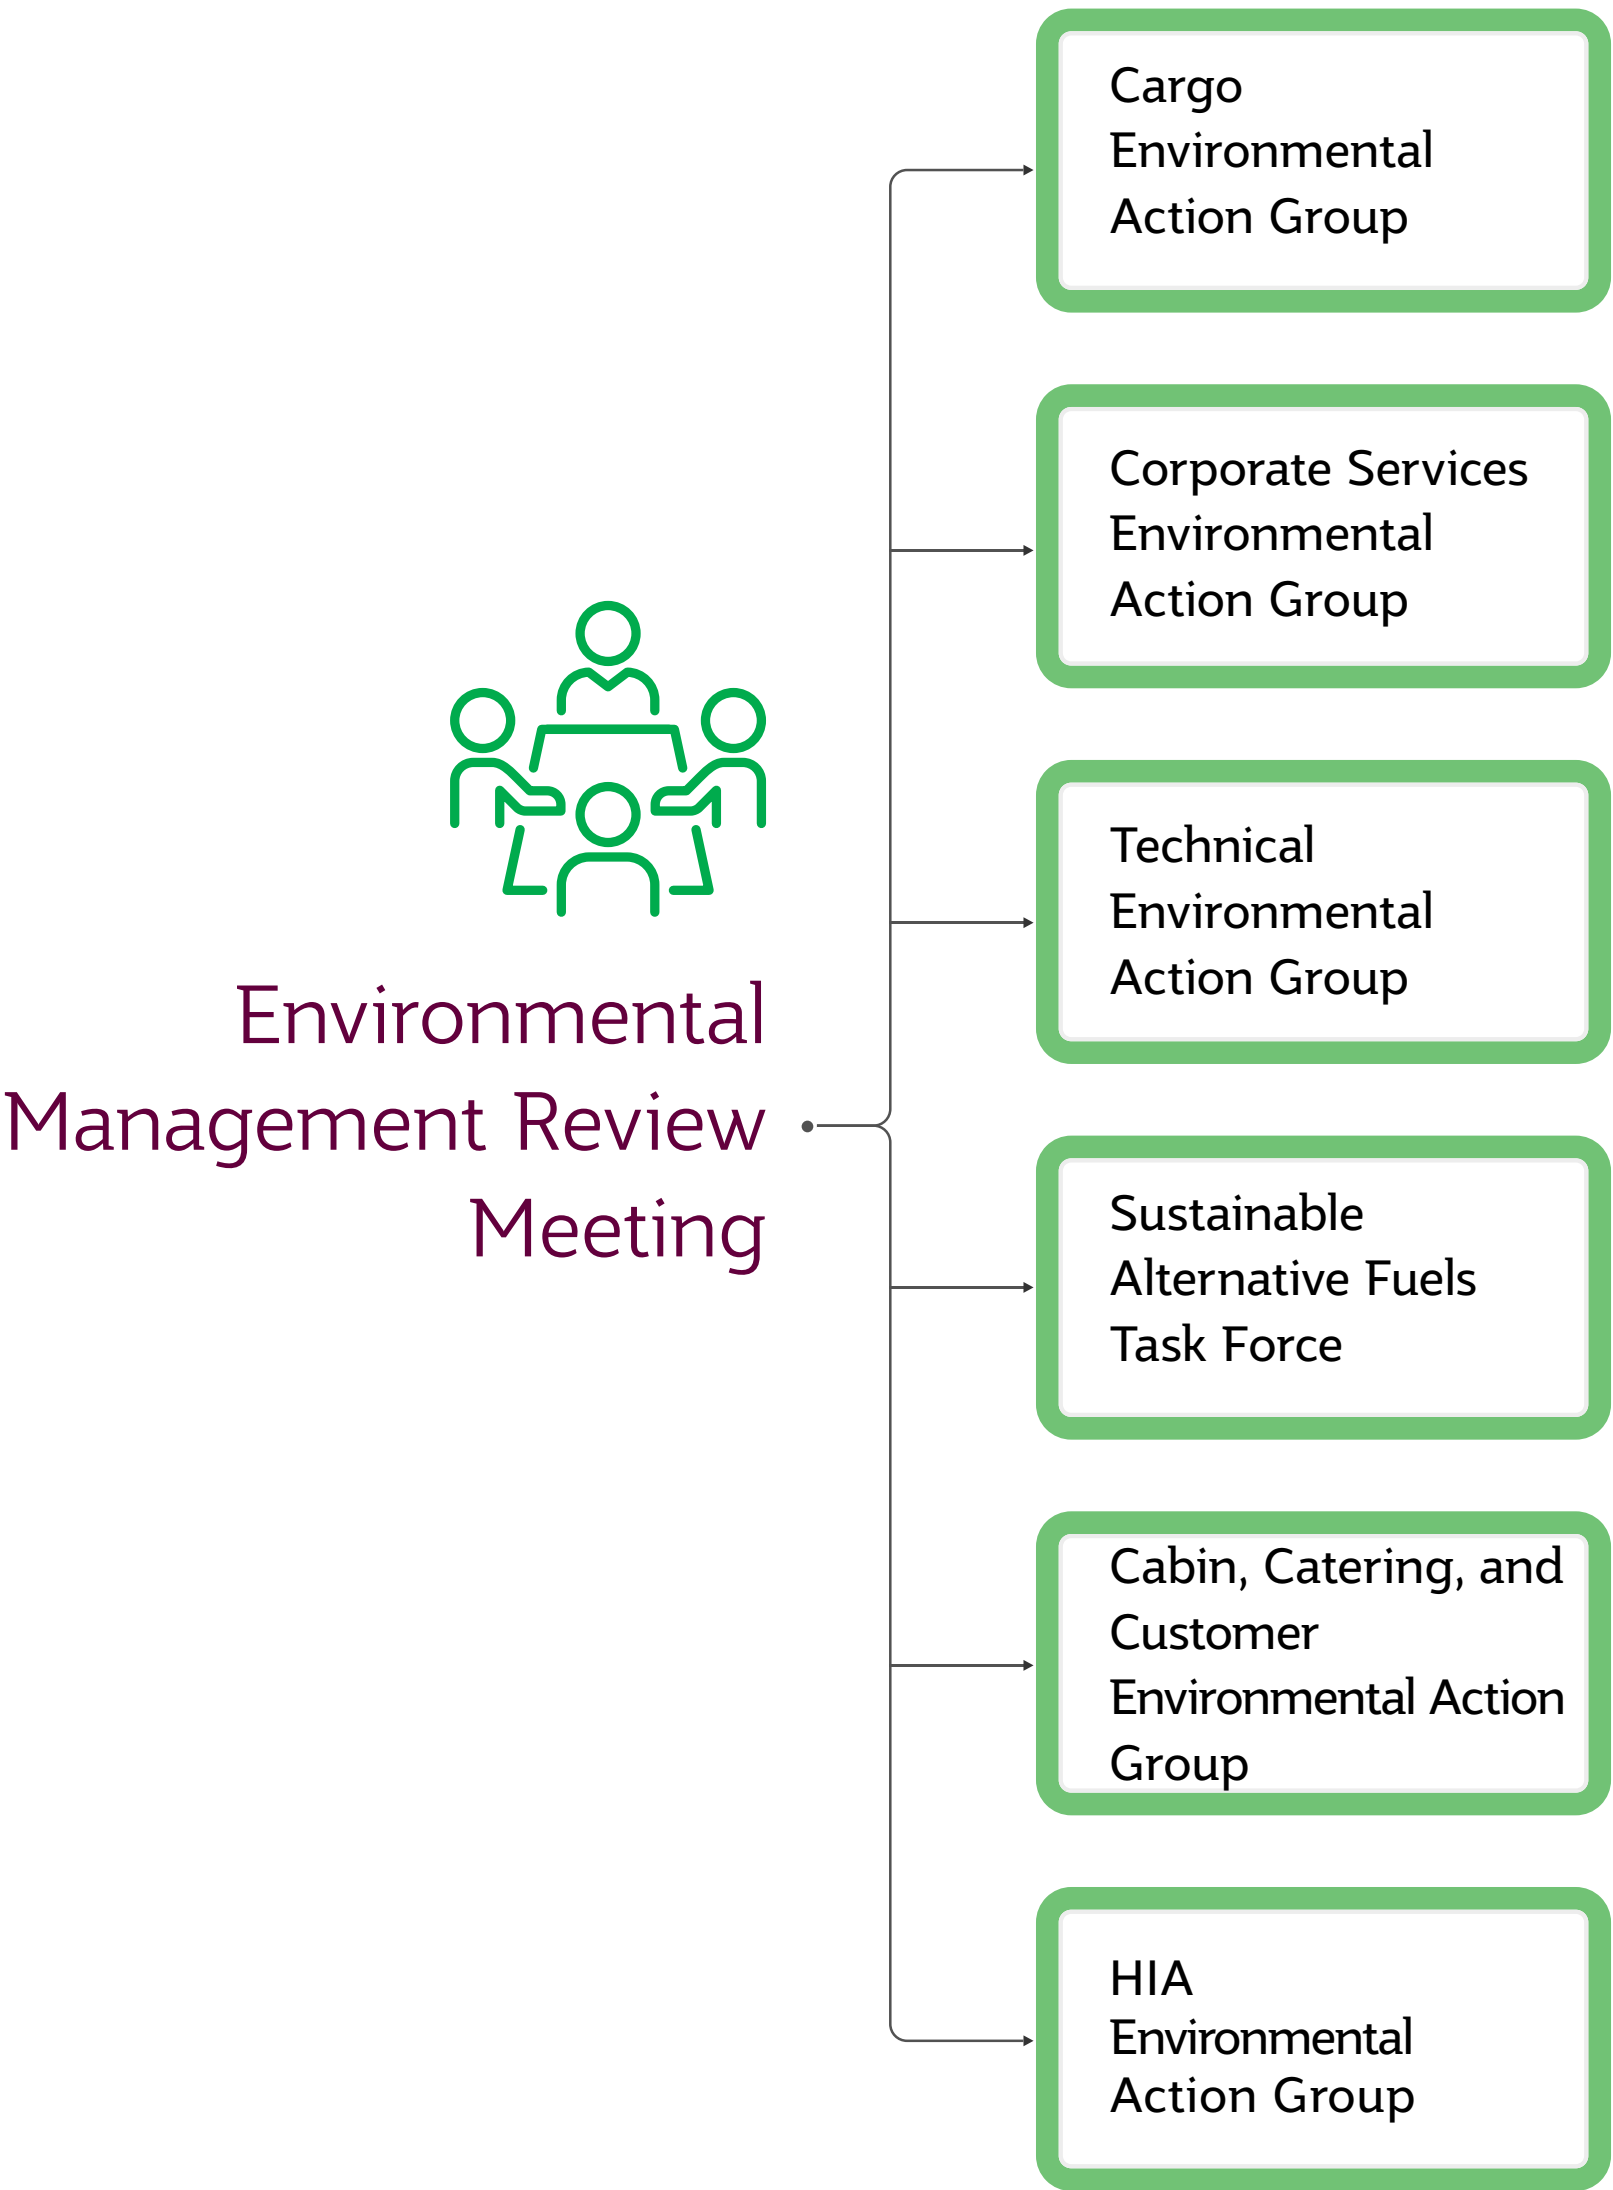 Environmental
Management Review
Meeting
Cargo
Environmental
Action Group
Corporate Services
Environmental
Action Group
Technical
Environmental
Action Group
Sustainable
Alternative Fuels
Task Force
Cabin, Catering, and
Customer
Environmental Action
Group
HIA
Environmental
Action Group